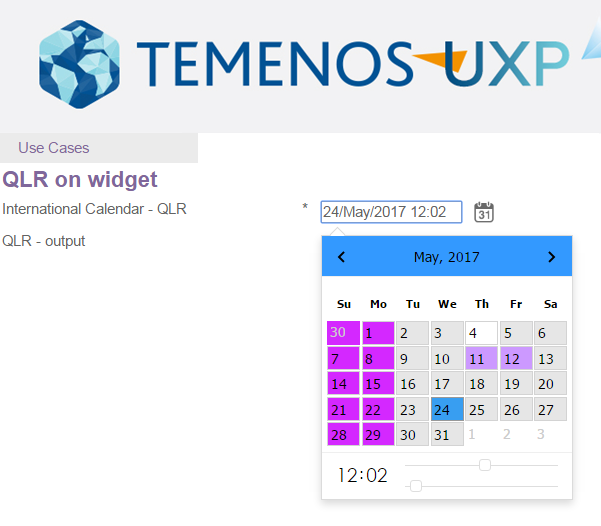 TEMENOS UXP
Use Cases
QLR on widget
International Calendar - QLR * 24/May/2017 12:02 31
QLR - output
May, 2017
Su Mo Tu We Th Fr Sa
30 1 2 3 4 5 6
7 8 9 10 11 12 13
14 15 16 17 18 19 20
21 22 23 24 25 26 27
28 29 30 31 1 2 3
12:02